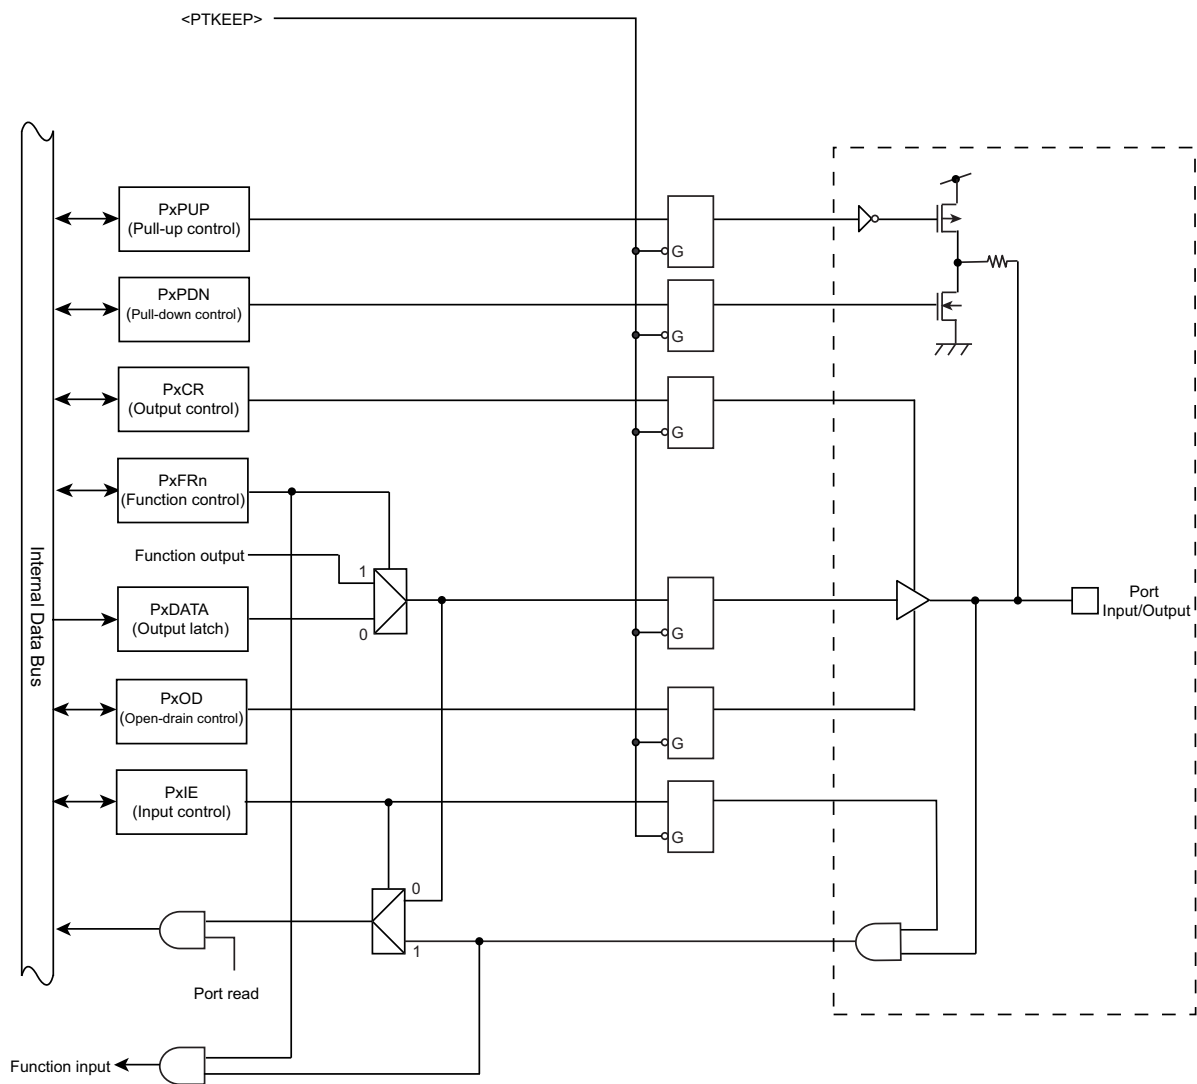 <PTKEEP>
PxPUP
(Pull-up control)
G
PxPDN
(Pull-down control)
G
PxCR
(Output control)
G
PxFRn
(Function control)
Function output
1
Internal Data Bus
PxDATA
(Output latch)
0
G
Port
Input/Output
PxOD
(Open-drain control)
G
PxIE
(Input control)
G
0
1
Port read
Function input